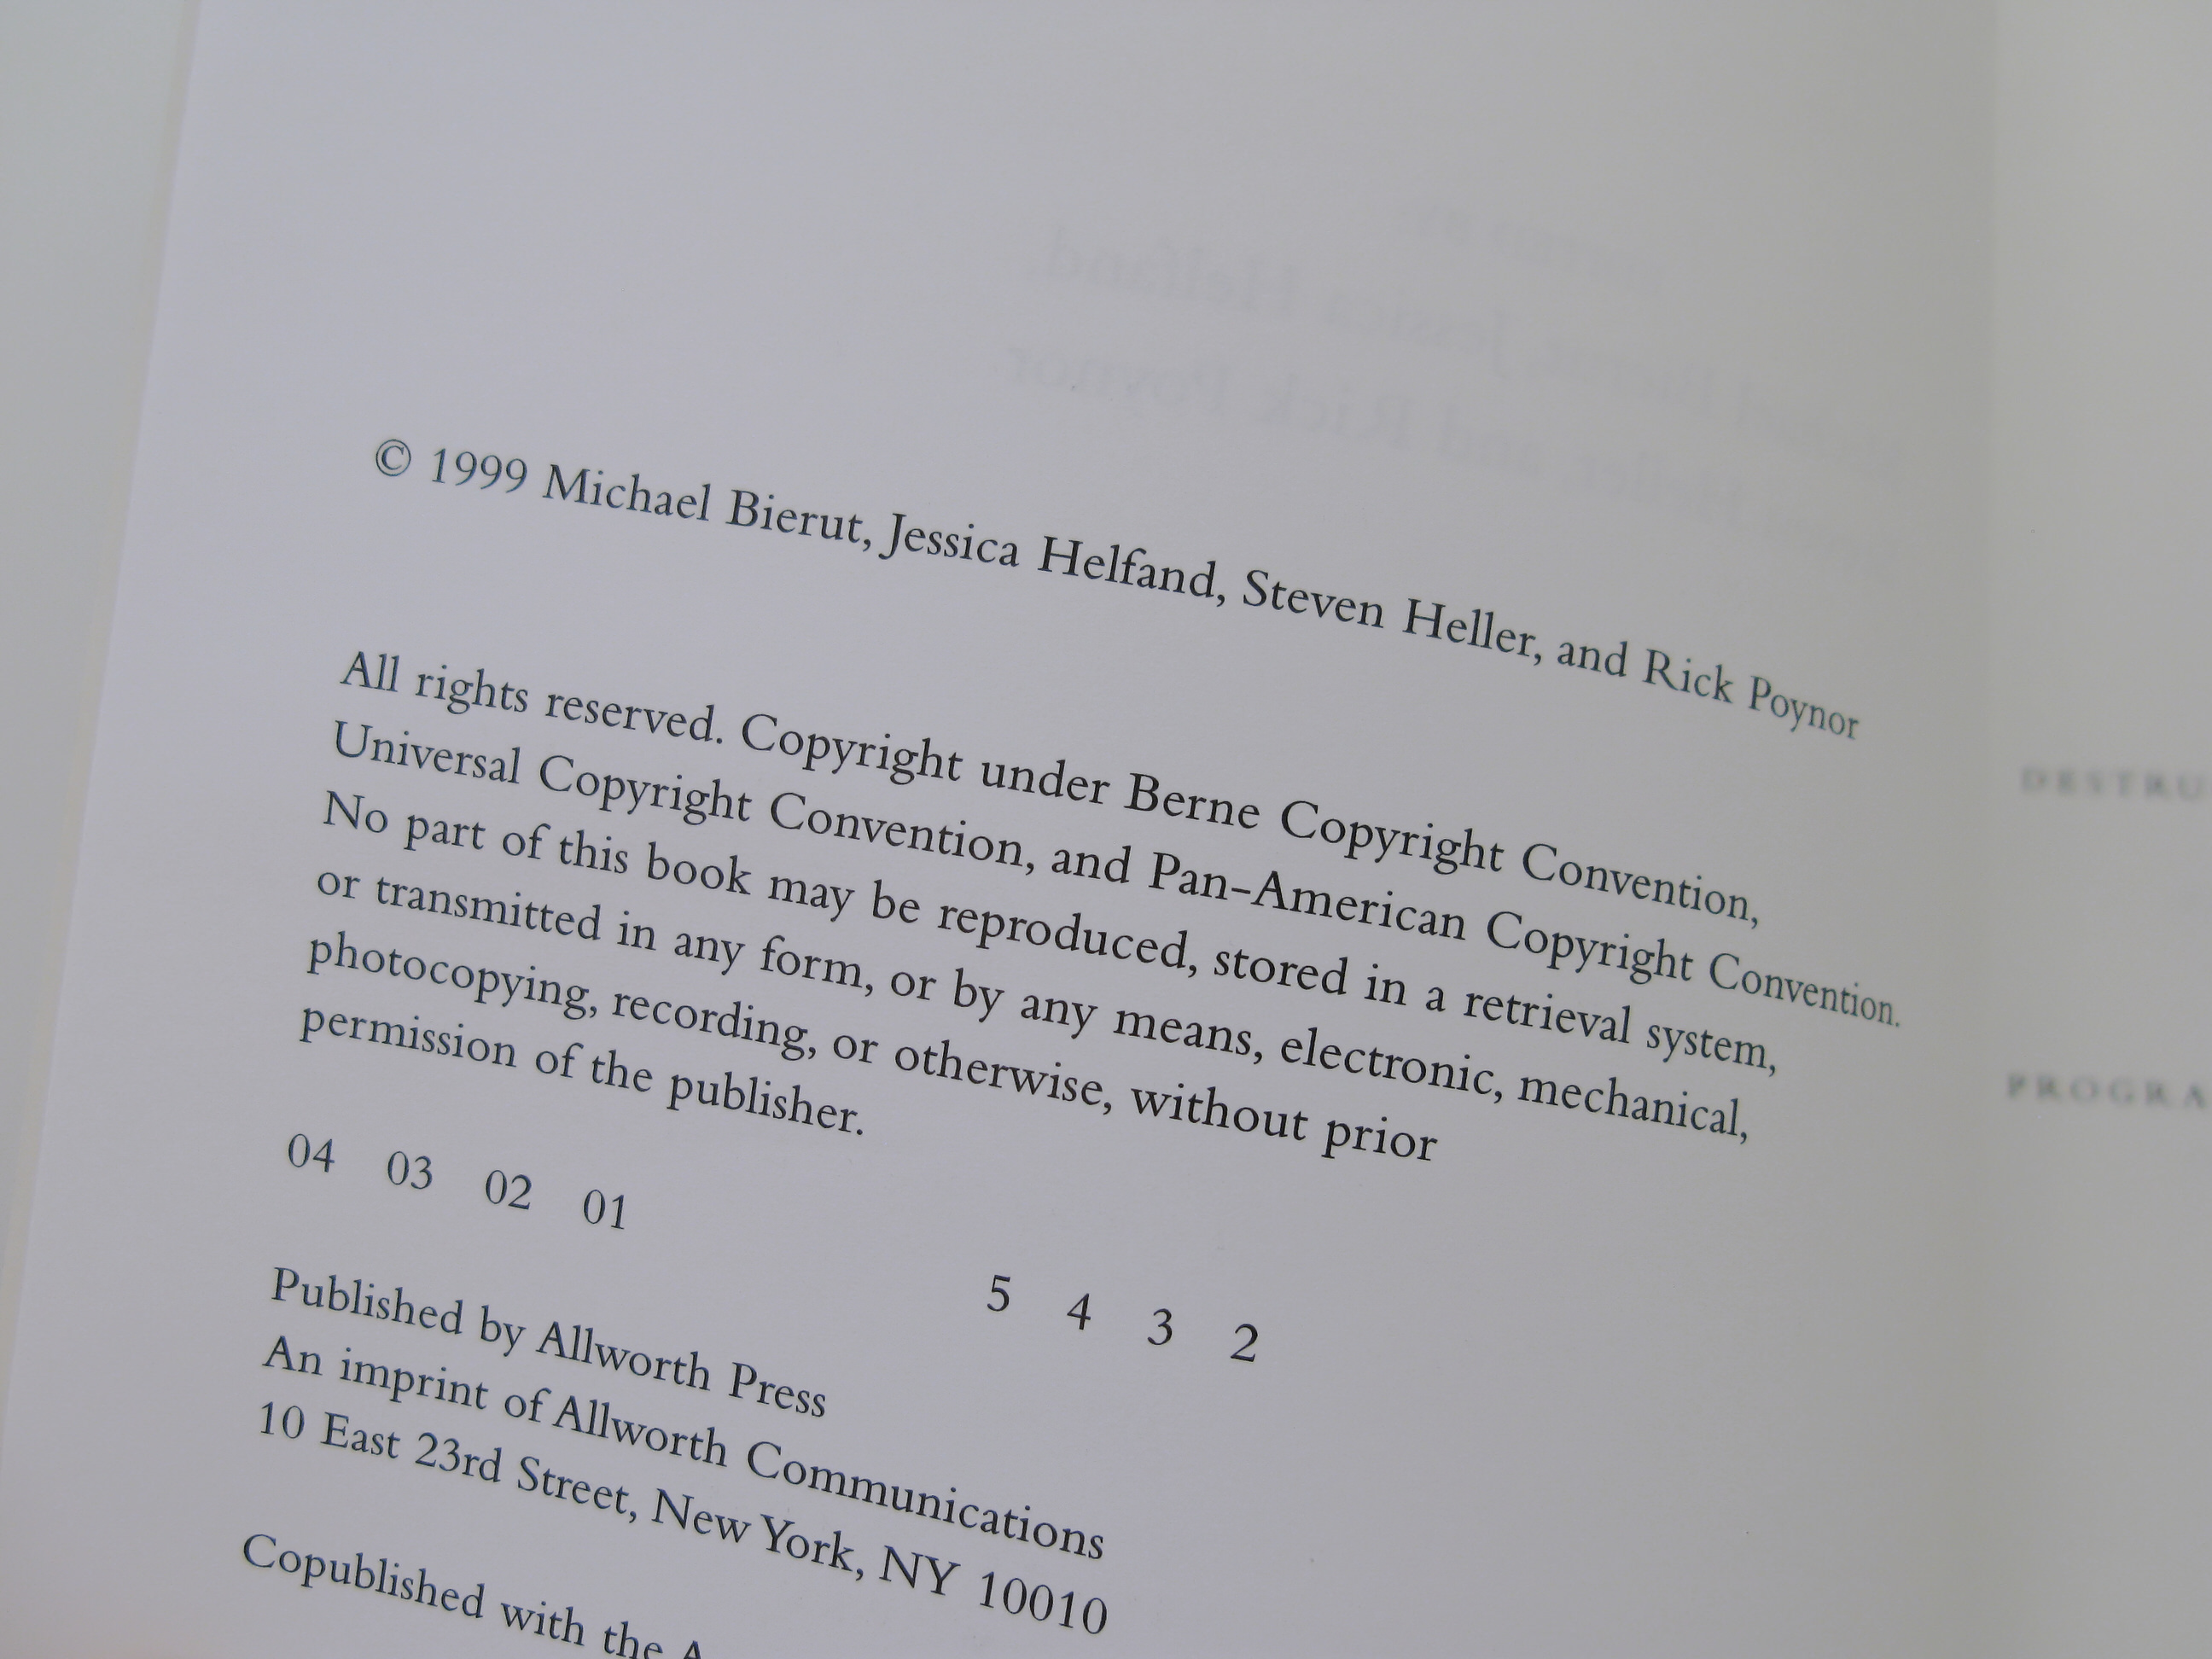 © 1999 Michael Bierut, Jessica Helfand, Steven Heller, and Rick Poynor
All rights reserved. Copyright under Berne Copyright Convention,
Universal Copyright Convention, and Pan-American Copyright Convention.
No part of this book may be reproduced, stored in a retrieval system,
or transmitted in any form, or by any means, electronic, mechanical,
photocopying, recording, or otherwise, without prior
permission of the publisher.
04 03 02 01 5 4 3 2
Published by Allworth Press
An imprint of Allworth Communications
10 East 23rd Street, New York, NY 10010
Copublished with the A
DESTRU
PROGRA